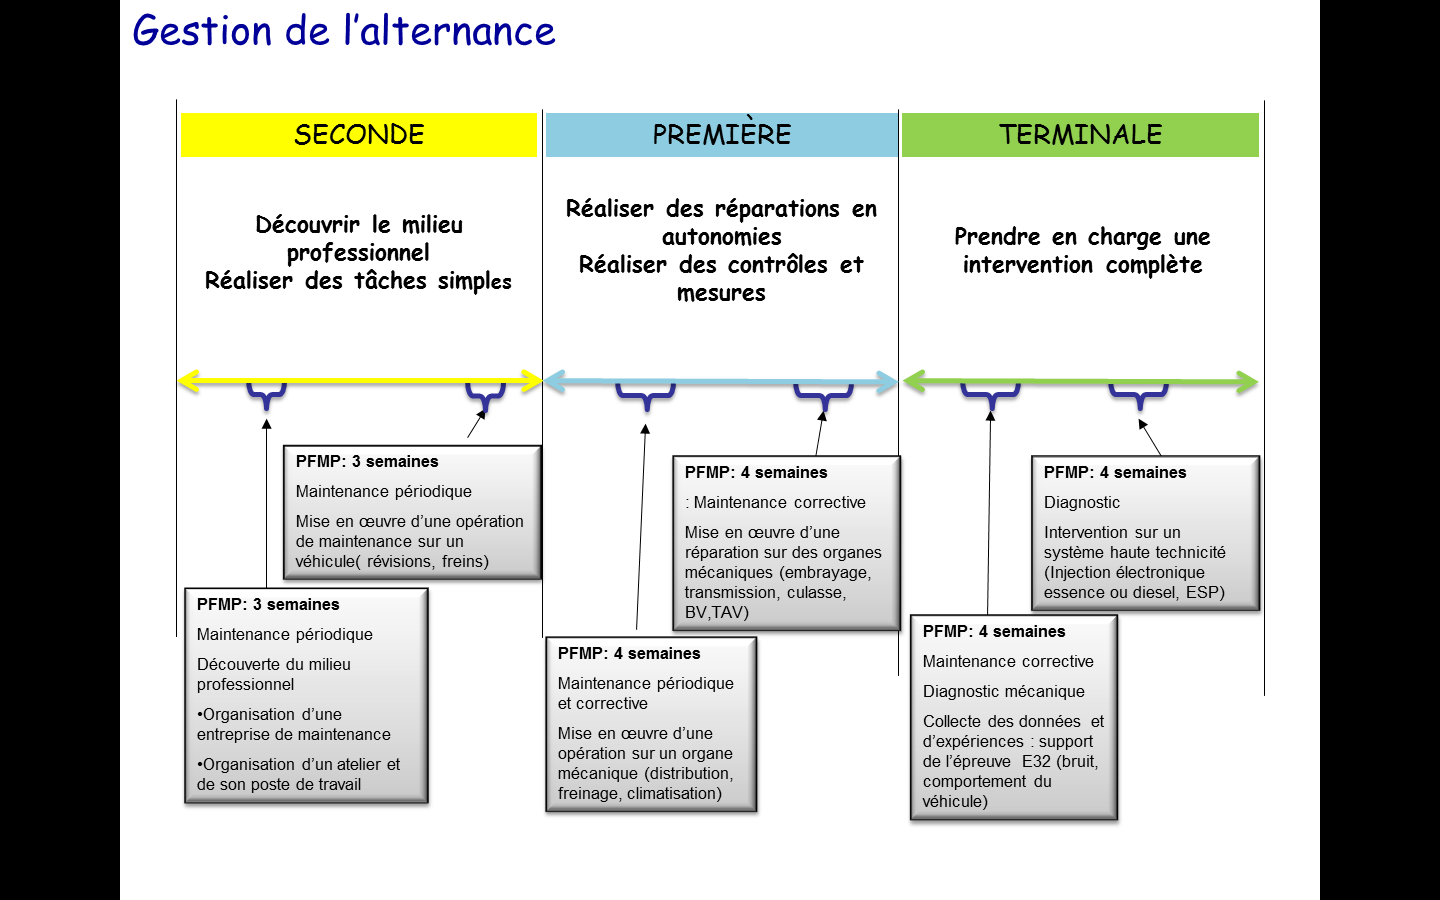 Gestion de l'alternance
SECONDE
PREMIÈRE
TERMINALE
Découvrir le milieu
professionnel
Réaliser des tâches simples
Réaliser des réparations en
autonomies
Réaliser des contrôles et
mesures
Prendre en charge une
intervention complète
PFMP: 3 semaines
Maintenance périodique
Découverte du milieu
professionnel
•Organisation d'une
entreprise de maintenance
•Organisation d'un atelier et
de son poste de travail
PFMP: 3 semaines
Maintenance périodique
Mise en œuvre d'une opération
de maintenance sur un
véhicule( révisions, freins)
PFMP: 4 semaines
Maintenance périodique
et corrective
Mise en œuvre d'une
opération sur un organe
mécanique (distribution,
freinage, climatisation)
PFMP: 4 semaines
: Maintenance corrective
Mise en œuvre d'une
réparation sur des organes
mécaniques (embrayage,
transmission, culasse,
BV,TAV)
PFMP: 4 semaines
Maintenance corrective
Diagnostic mécanique
Collecte des données et
d'expériences : support
de l'épreuve E32 (bruit,
comportement du
véhicule)
PFMP: 4 semaines
Diagnostic
Intervention sur un
système haute technicité
(Injection électronique
essence ou diesel, ESP)